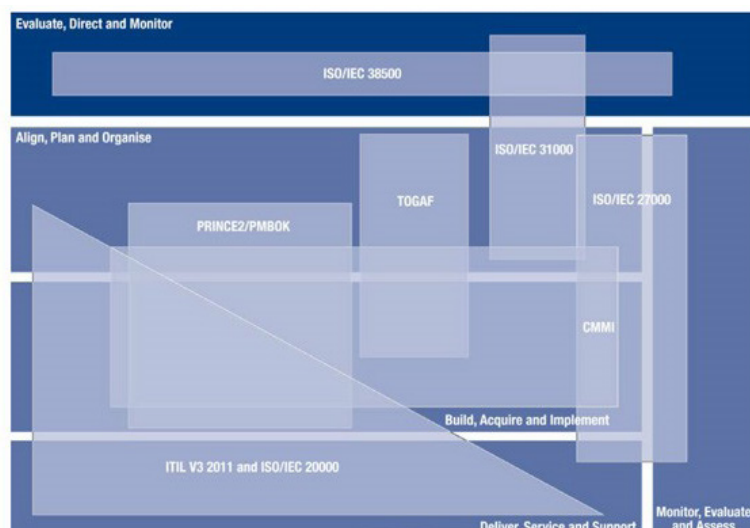 Evaluate, Direct and Monitor
ISO/IEC 38500
Align, Plan and Organise
ISO/IEC 31000
TOGAF
ISO/IEC 27000
PRINCE2/PMBOK
CMMI
Build, Acquire and Implement
ITIL V3 2011 and ISO/IEC 20000
Deliver, Service and Support
Monitor, Evaluate
and Assess